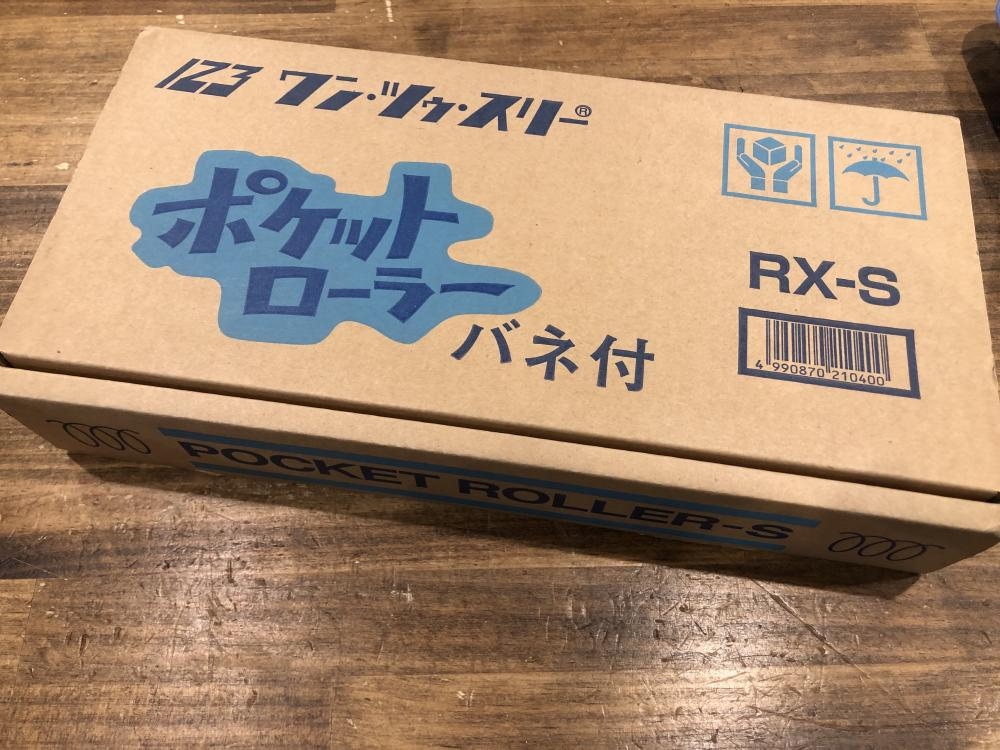 123 ワン・ツゥ・スリー®
ポケット
ローラー
バネ付
RX-S
4 990870 210400
POCKET ROLLER-S